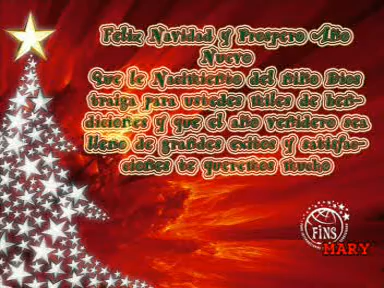 Feliz Navidad y Prospero Año
Nuevo
Que le Nacimiento del Niño Dios
traiga para ustedes miles de ben-
diciones y que el año venidero sea
lleno de grandes exitos y satisfac-
ciones te queremos mucho
FINS
MARY